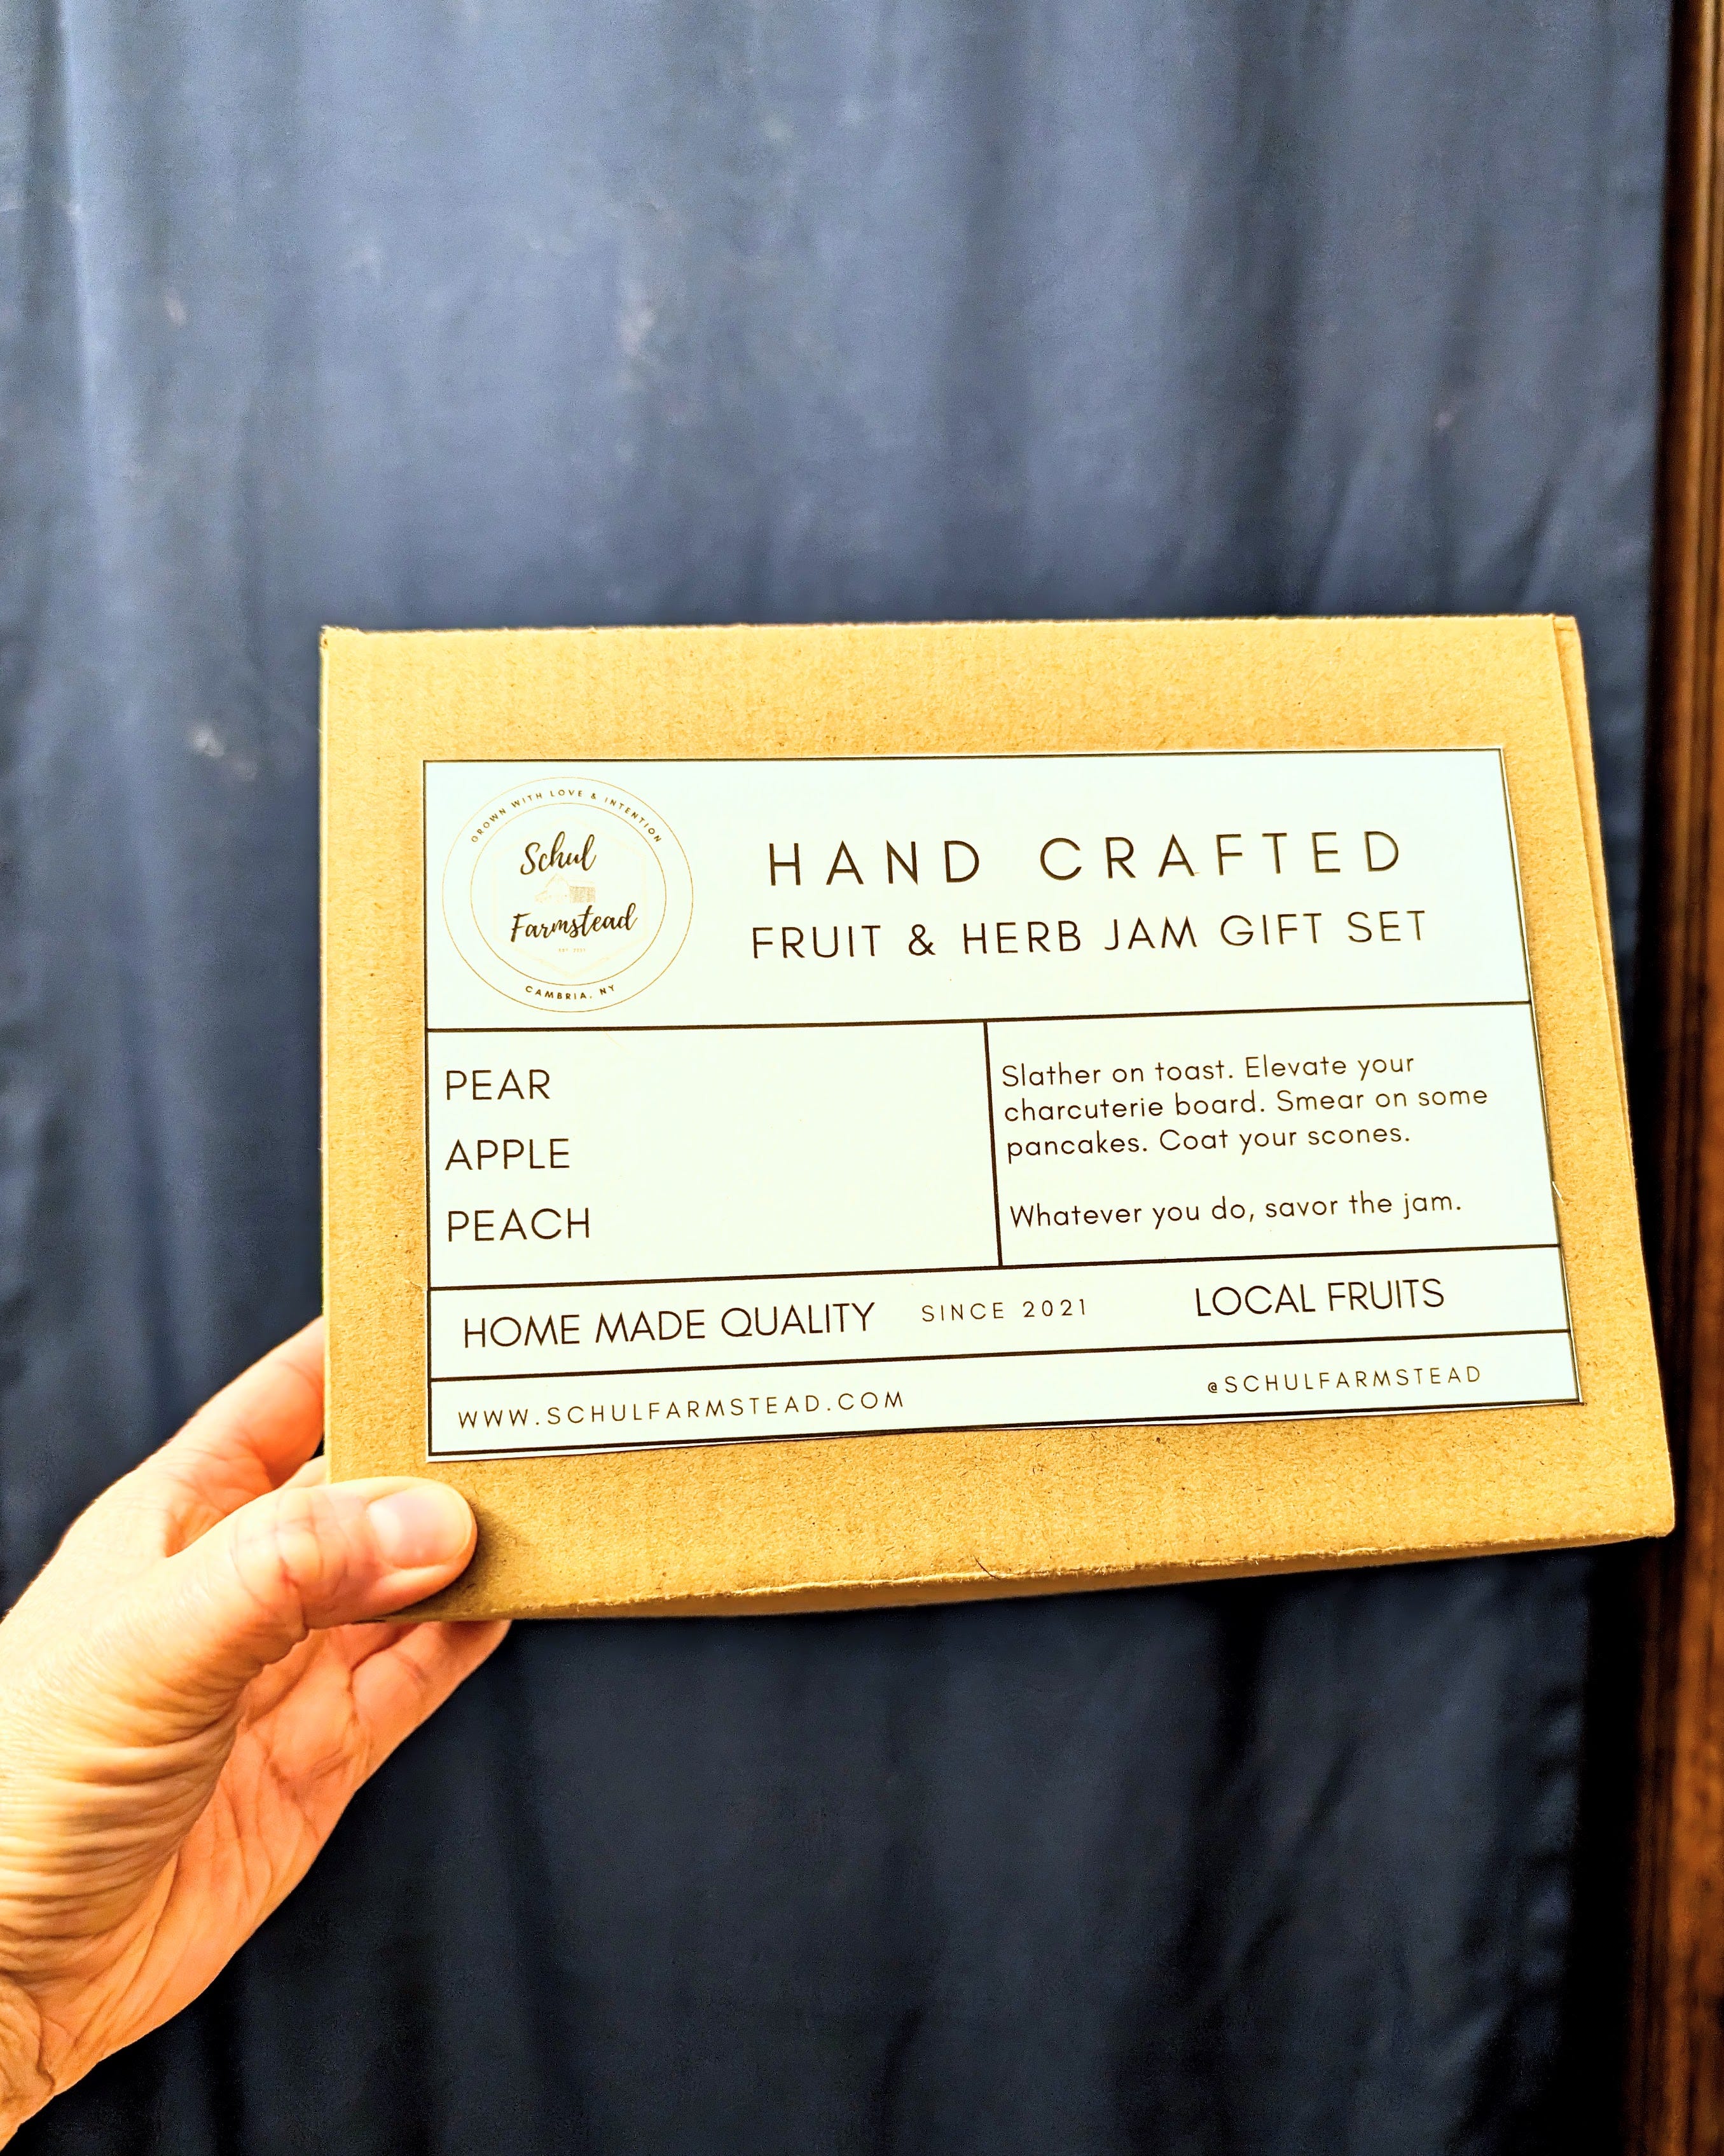 GROWN WITH LOVE & INTENTION
Schul
Farmstead
CAMBRIA, NY
HAND CRAFTED
FRUIT & HERB JAM GIFT SET
PEAR
APPLE
PEACH
Slather on toast. Elevate your
charcuterie board. Smear on some
pancakes. Coat your scones.
Whatever you do, savor the jam.
HOME MADE QUALITY SINCE 2021 LOCAL FRUITS
WWW.SCHULFARMSTEAD.COM @SCHULFARMSTEAD